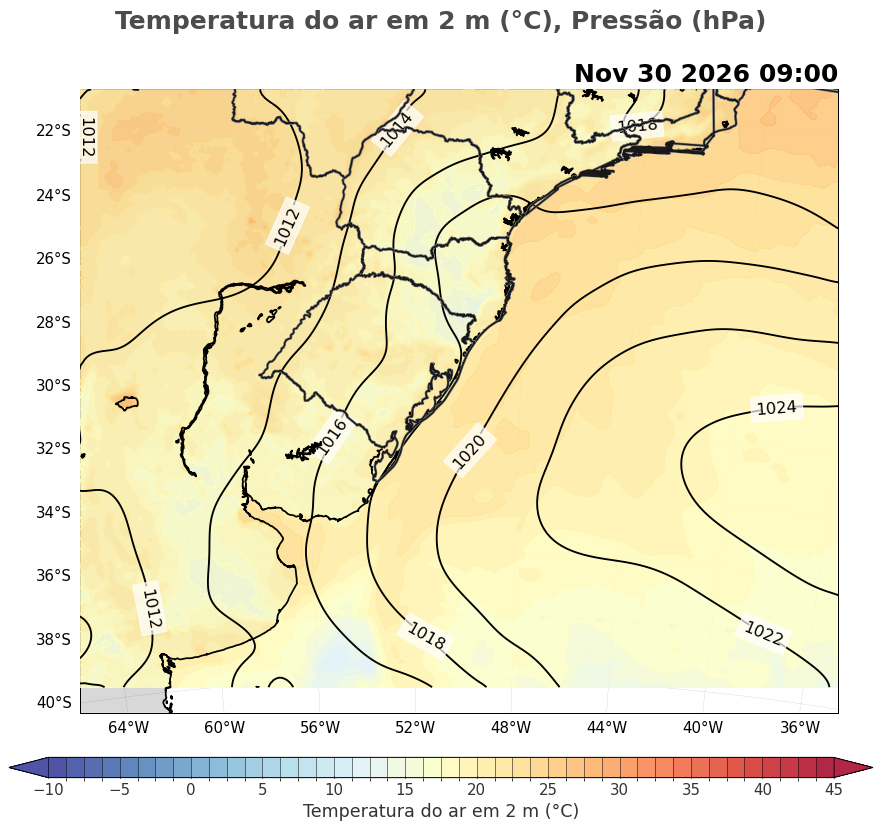 Temperatura do ar em 2 m (°C), Pressão (hPa)
Nov 30 2026 09:00
22°S
24°S
26°S
28°S
30°S
32°S
34°S
36°S
38°S
40°S
1012
1014
1018
1012
1016
1020
1024
1012
1018
1022
64°W
60°W
56°W
52°W
48°W
44°W
40°W
36°W
−10
−5
0
5
10
15
20
25
30
35
40
45
Temperatura do ar em 2 m (°C)